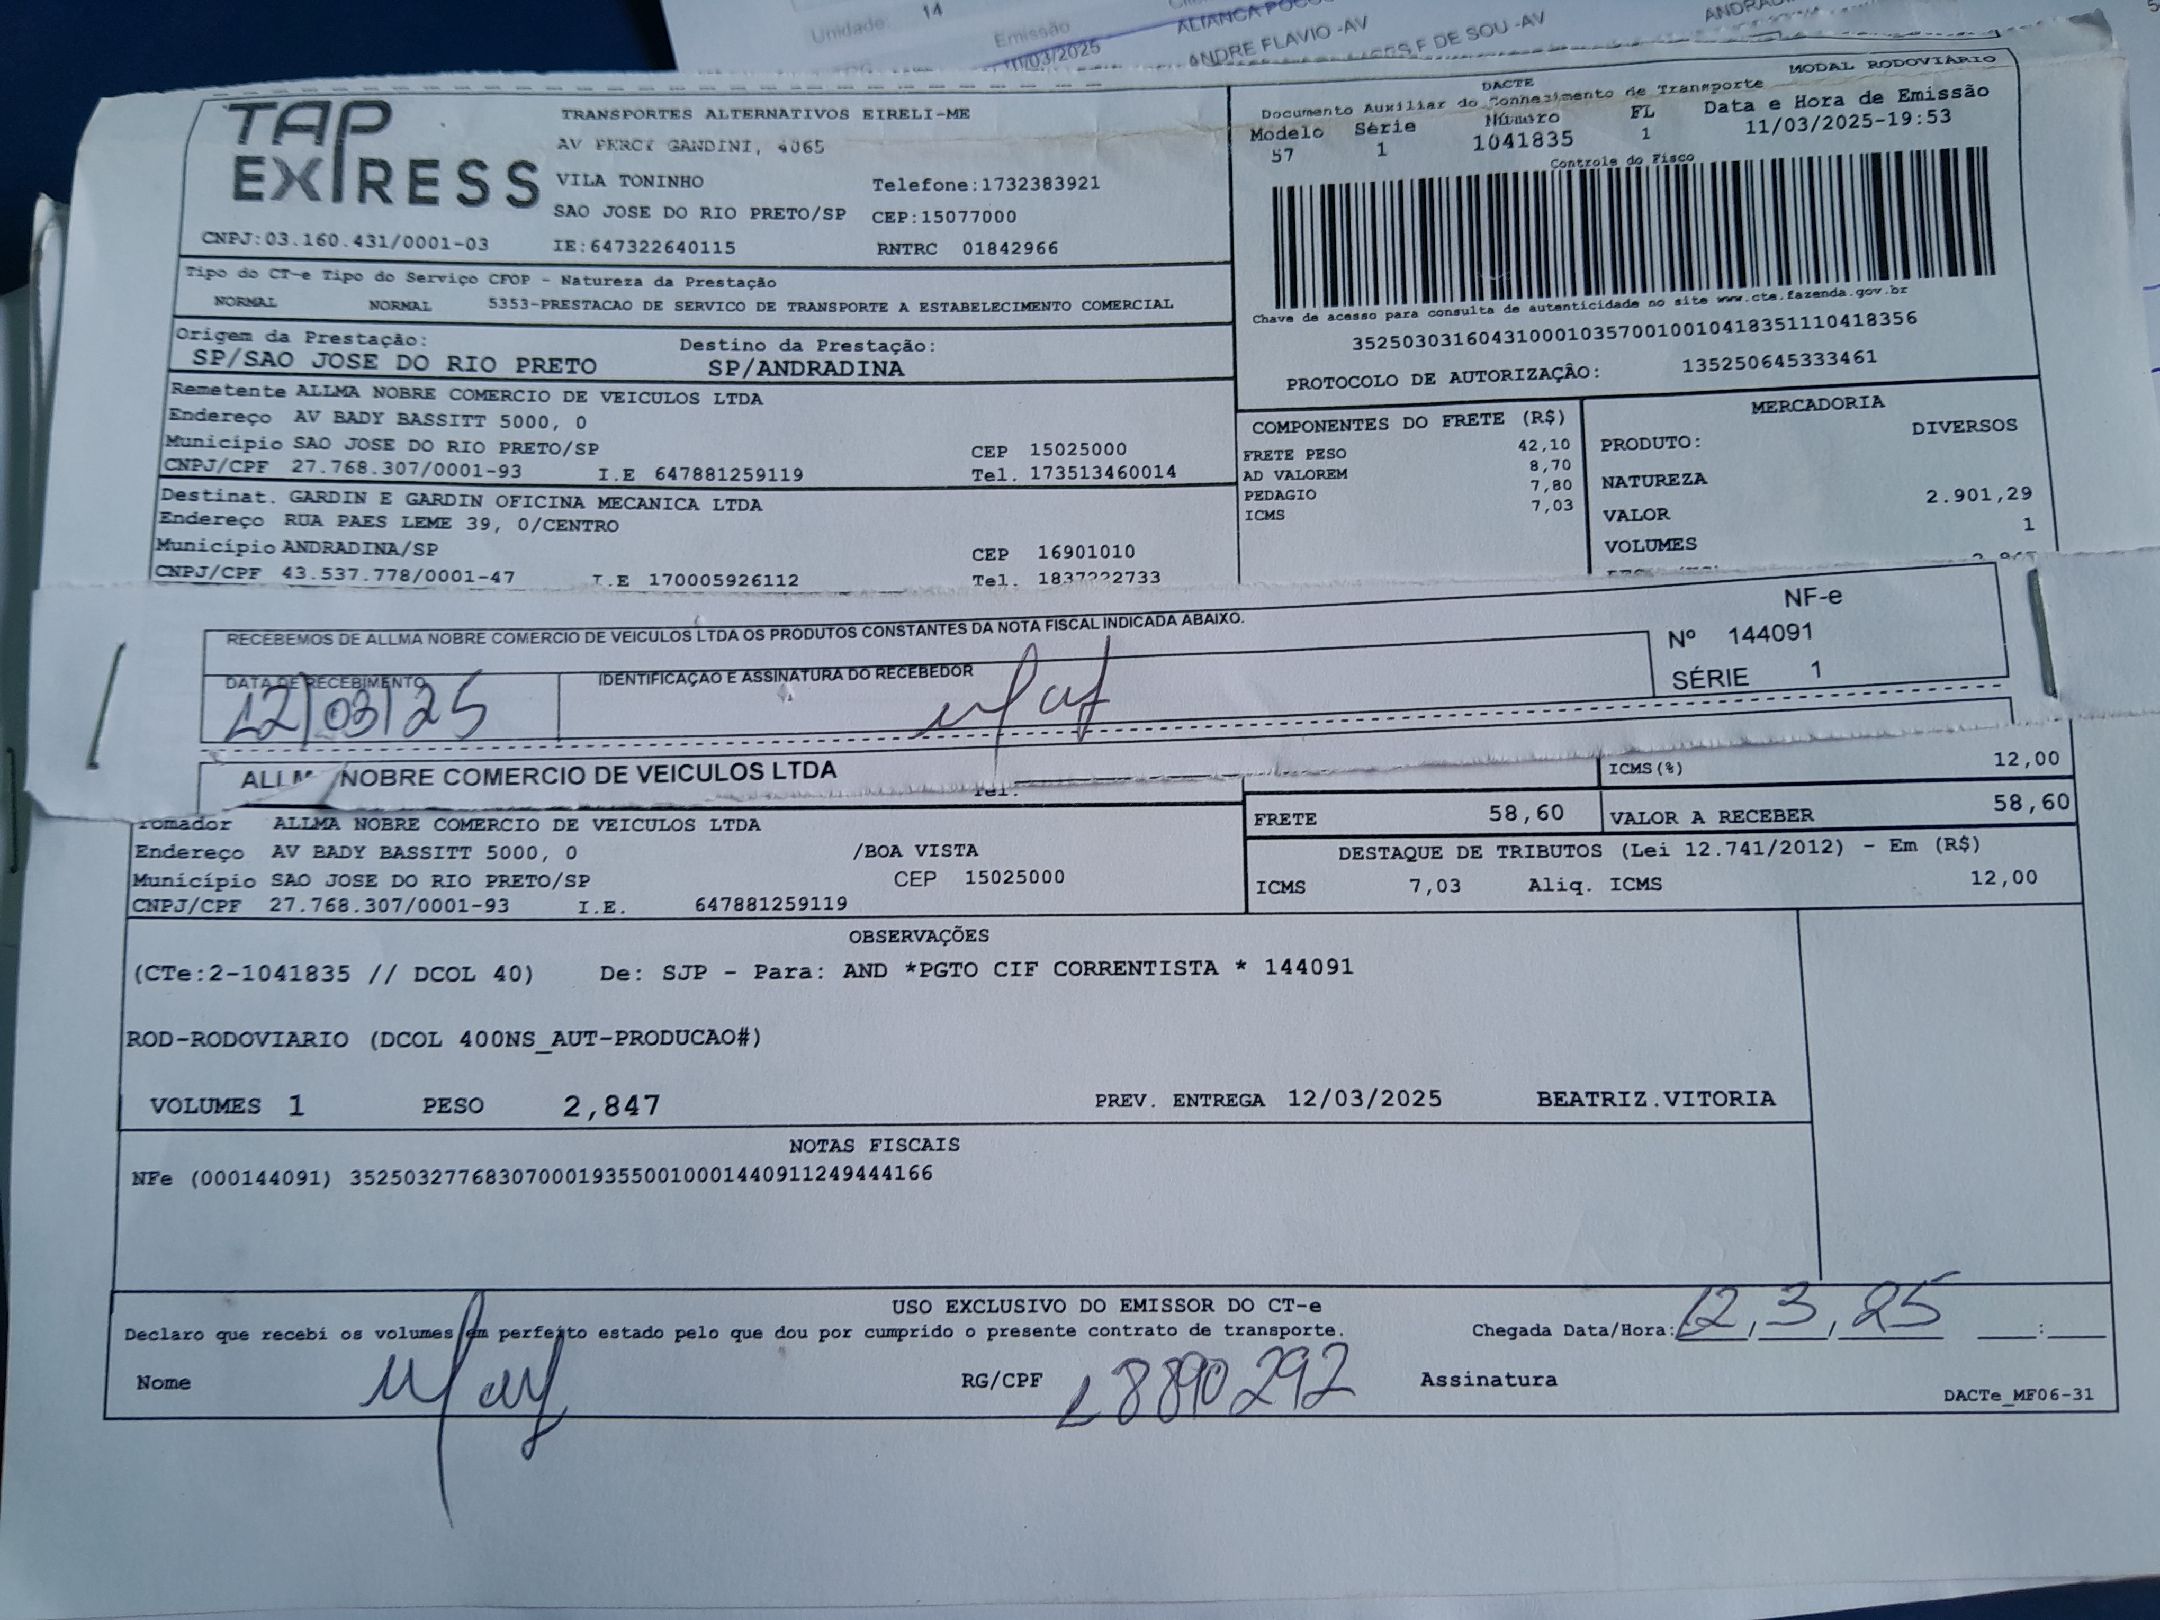 Unidade: 14
Emissão
11/03/2025
ANDRE FLAVIO -AV
F DE SOU -AV
TAP
EXPRESS
TRANSPORTES ALTERNATIVOS EIRELI-ME
AV PERCY GANDINI, 4065
VILA TONINHO Telefone:1732383921
SAO JOSE DO RIO PRETO/SP CEP:15077000
CNPJ:03.160.431/0001-03 IE:647322640115 RNTRC 01842966
DACTE MODAL RODOVIÁRIO
Documento Auxiliar do Conhecimento de Transporte
Modelo Série Número FL Data e Hora de Emissão
57 1 1041835 1 11/03/2025-19:53
Controle do Fisco
Chave de acesso para consulta de autenticidade no site www.cte.fazenda.gov.br
35250303160431000103570010010418351110418356
PROTOCOLO DE AUTORIZAÇÃO: 135250645333461
Tipo do CT-e Tipo do Serviço CFOP - Natureza da Prestação
NORMAL NORMAL 5353-PRESTACAO DE SERVICO DE TRANSPORTE A ESTABELECIMENTO COMERCIAL
Origem da Prestação: Destino da Prestação:
SP/SAO JOSE DO RIO PRETO SP/ANDRADINA
Remetente ALLMA NOBRE COMERCIO DE VEICULOS LTDA
Endereço AV BADY BASSITT 5000, 0
Município SAO JOSE DO RIO PRETO/SP CEP 15025000
CNPJ/CPF 27.768.307/0001-93 I.E 647881259119 Tel. 173513460014
Destinat. GARDIN E GARDIN OFICINA MECANICA LTDA
Endereço RUA PAES LEME 39, 0/CENTRO
Município ANDRADINA/SP CEP 16901010
CNPJ/CPF 43.537.778/0001-47 I.E 170005926112 Tel. 1837222733
COMPONENTES DO FRETE (R$)
FRETE PESO 42,10
AD VALOREM 8,70
PEDAGIO 7,80
ICMS 7,03
MERCADORIA
PRODUTO: DIVERSOS
NATUREZA
VALOR 2.901,29
VOLUMES 1
RECEBEMOS DE ALLMA NOBRE COMERCIO DE VEICULOS LTDA OS PRODUTOS CONSTANTES DA NOTA FISCAL INDICADA ABAIXO.
DATA DE RECEBIMENTO IDENTIFICAÇÃO E ASSINATURA DO RECEBEDOR
12/03/25
NF-e
Nº 144091
SÉRIE 1
ALLMA NOBRE COMERCIO DE VEICULOS LTDA
Tel.
ICMS(%) 12,00
FRETE 58,60 VALOR A RECEBER 58,60
Tomador ALLMA NOBRE COMERCIO DE VEICULOS LTDA
Endereço AV BADY BASSITT 5000, 0 /BOA VISTA
Município SAO JOSE DO RIO PRETO/SP CEP 15025000
CNPJ/CPF 27.768.307/0001-93 I.E. 647881259119
DESTAQUE DE TRIBUTOS (Lei 12.741/2012) - Em (R$)
ICMS 7,03 Aliq. ICMS 12,00
OBSERVAÇÕES
(CTe:2-1041835 // DCOL 40) De: SJP - Para: AND *PGTO CIF CORRENTISTA * 144091
ROD-RODOVIARIO (DCOL 400NS_AUT-PRODUCAO#)
VOLUMES 1 PESO 2,847 PREV. ENTREGA 12/03/2025 BEATRIZ.VITORIA
NOTAS FISCAIS
NFe (000144091) 35250327768307000193550010001440911249444166
USO EXCLUSIVO DO EMISSOR DO CT-e
Declaro que recebi os volumes em perfeito estado pelo que dou por cumprido o presente contrato de transporte. Chegada Data/Hora: 12, 3, 25 __:__
Nome RG/CPF 18890292 Assinatura
DACTe_MF06-31